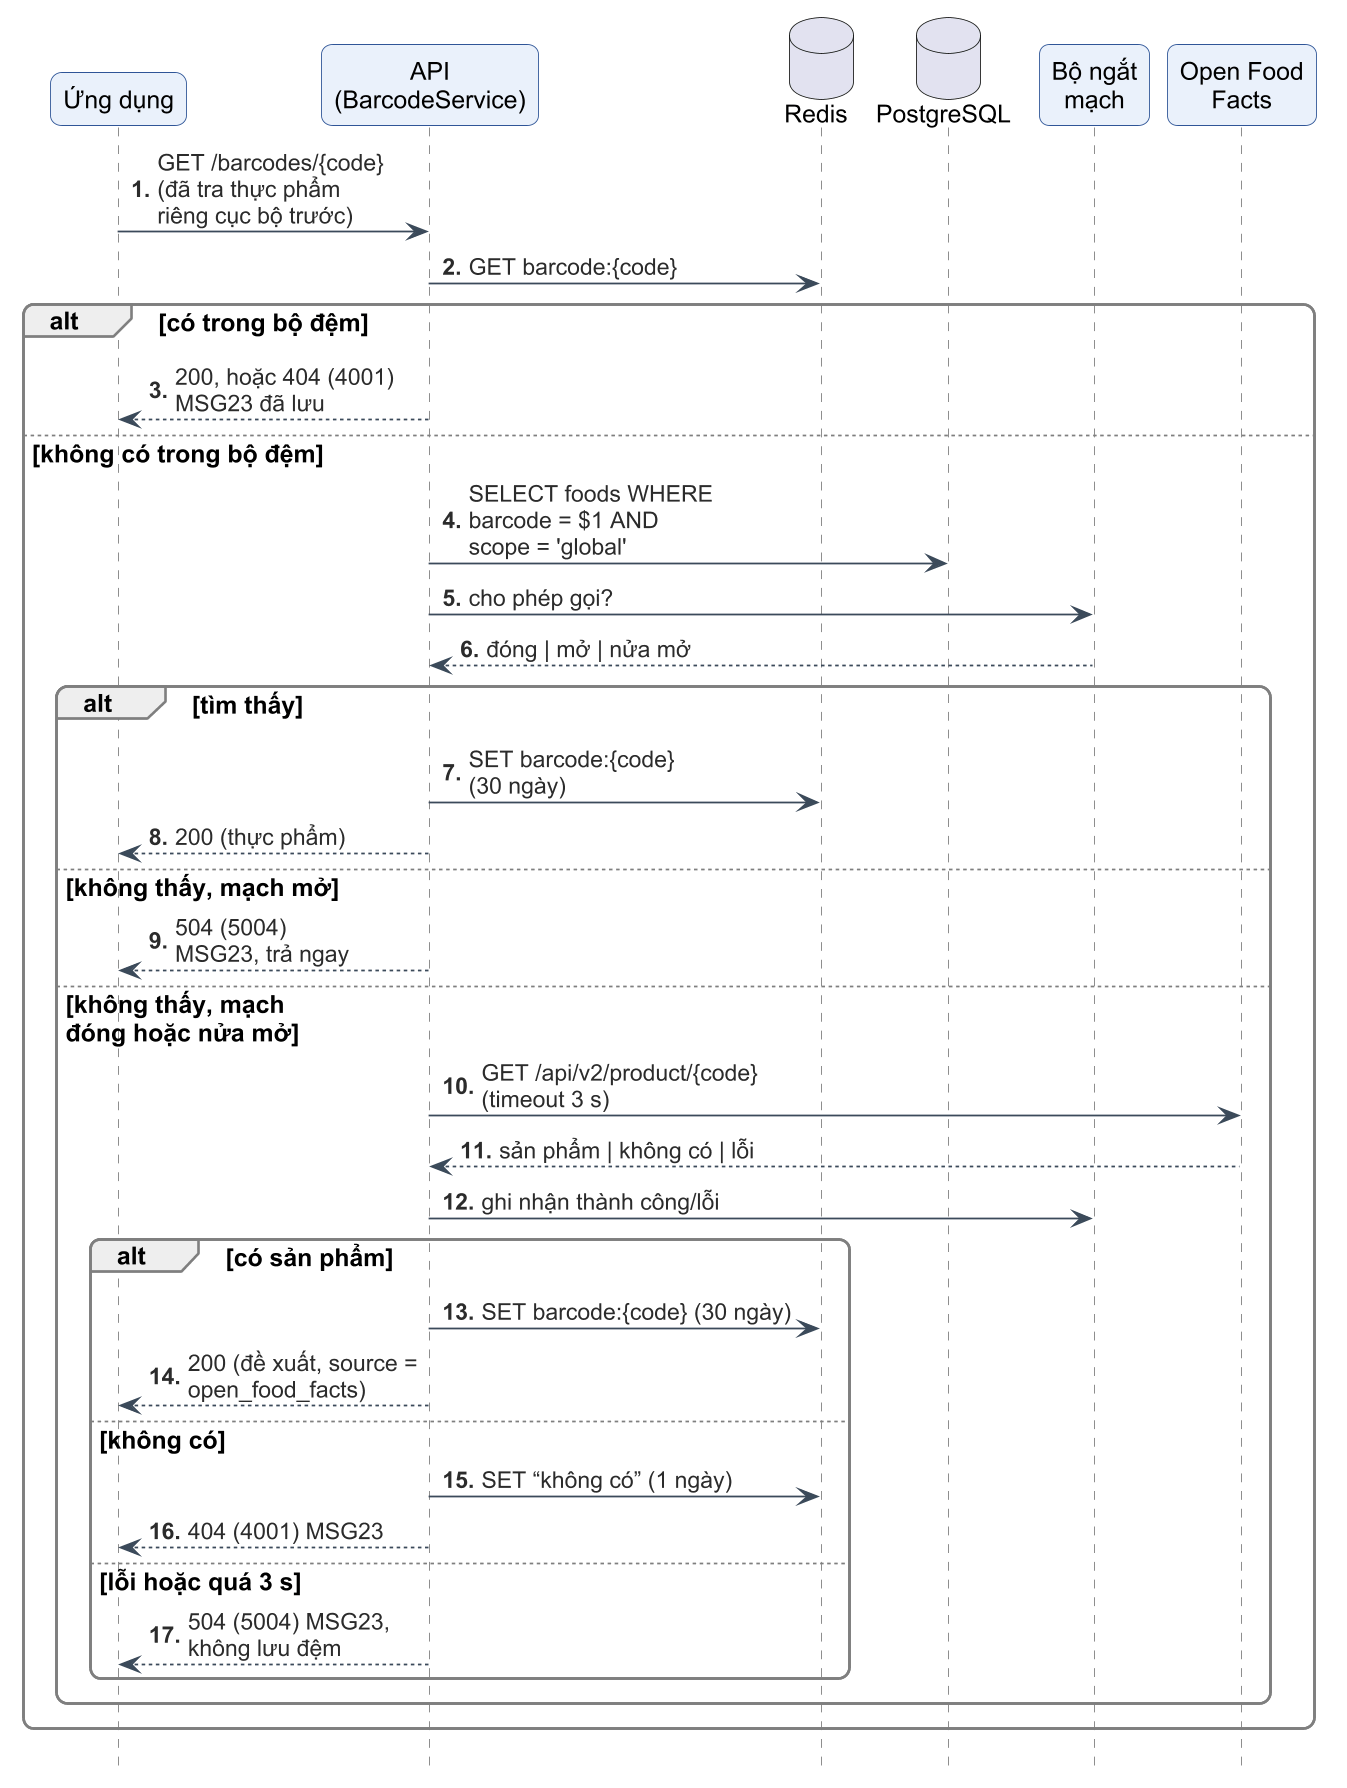 Ứng dụng
API
(BarcodeService)
Redis
PostgreSQL
Bộ ngắt
mạch
Open Food
Facts
1. GET /barcodes/{code}
(đã tra thực phẩm
riêng cục bộ trước)
2. GET barcode:{code}
alt [có trong bộ đệm]
3. 200, hoặc 404 (4001)
MSG23 đã lưu
[không có trong bộ đệm]
4. SELECT foods WHERE
barcode = $1 AND
scope = 'global'
5. cho phép gọi?
6. đóng | mở | nửa mở
alt [tìm thấy]
7. SET barcode:{code}
(30 ngày)
8. 200 (thực phẩm)
[không thấy, mạch mở]
9. 504 (5004)
MSG23, trả ngay
[không thấy, mạch
đóng hoặc nửa mở]
10. GET /api/v2/product/{code}
(timeout 3 s)
11. sản phẩm | không có | lỗi
12. ghi nhận thành công/lỗi
alt [có sản phẩm]
13. SET barcode:{code} (30 ngày)
14. 200 (đề xuất, source =
open_food_facts)
[không có]
15. SET “không có” (1 ngày)
16. 404 (4001) MSG23
[lỗi hoặc quá 3 s]
17. 504 (5004) MSG23,
không lưu đệm